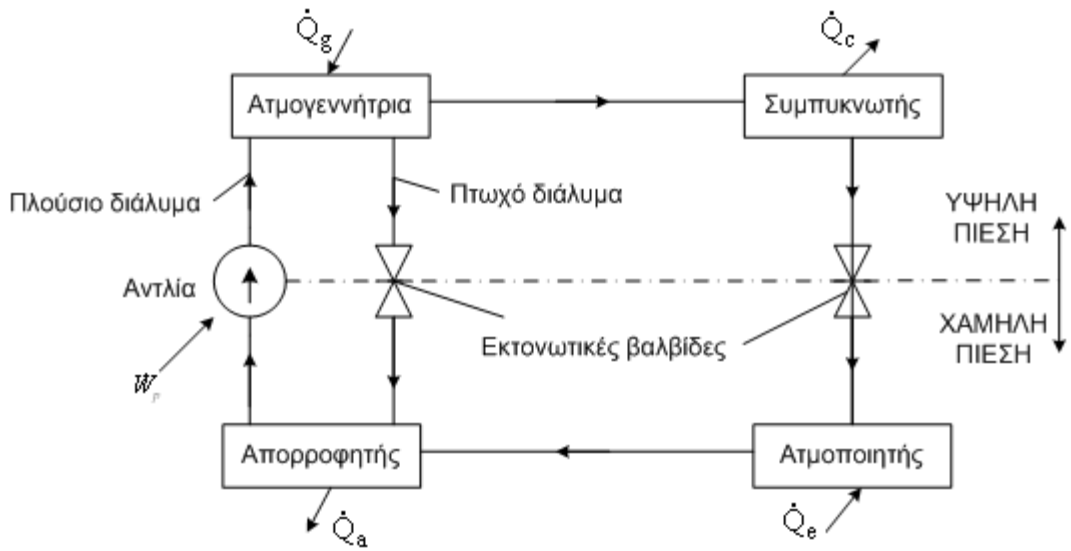 Q̇g
Q̇c
Ατμογεννήτρια
Συμπυκνωτής
Πλούσιο διάλυμα
Πτωχό διάλυμα
ΥΨΗΛΗ
ΠΙΕΣΗ
Αντλία
Εκτονωτικές βαλβίδες
ΧΑΜΗΛΗ
ΠΙΕΣΗ
Wp
Απορροφητής
Ατμοποιητής
Q̇a
Q̇e